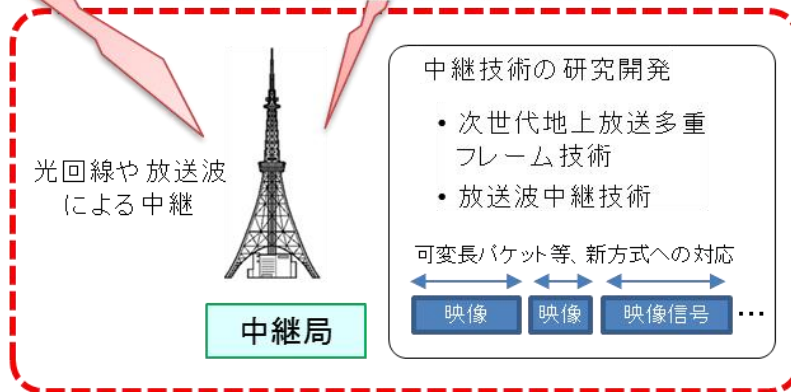 光回線や放送波
による中継
中継局
中継技術の研究開発
• 次世代地上放送多重
フレーム技術
• 放送波中継技術
可変長パケット等、新方式への対応
映像 映像 映像信号 …